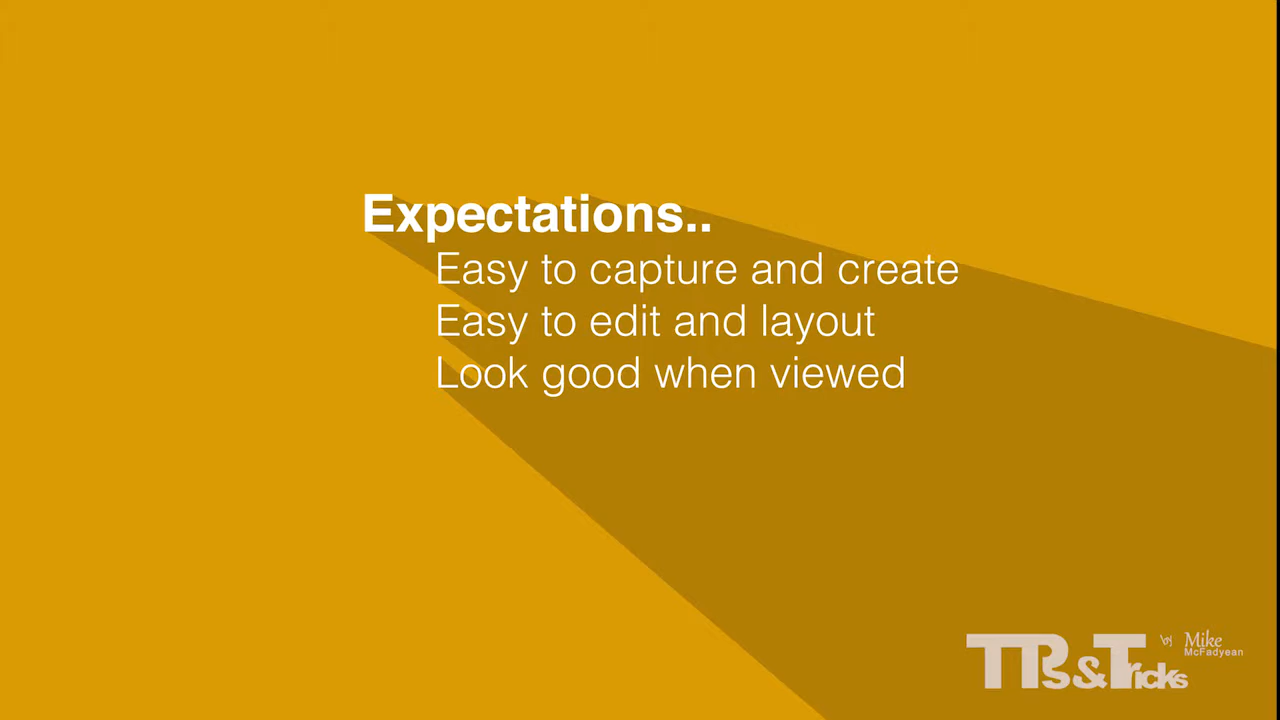 Expectations..
Easy to capture and create
Easy to edit and layout
Look good when viewed
TIPs & Tricks by Mike
McFadyean